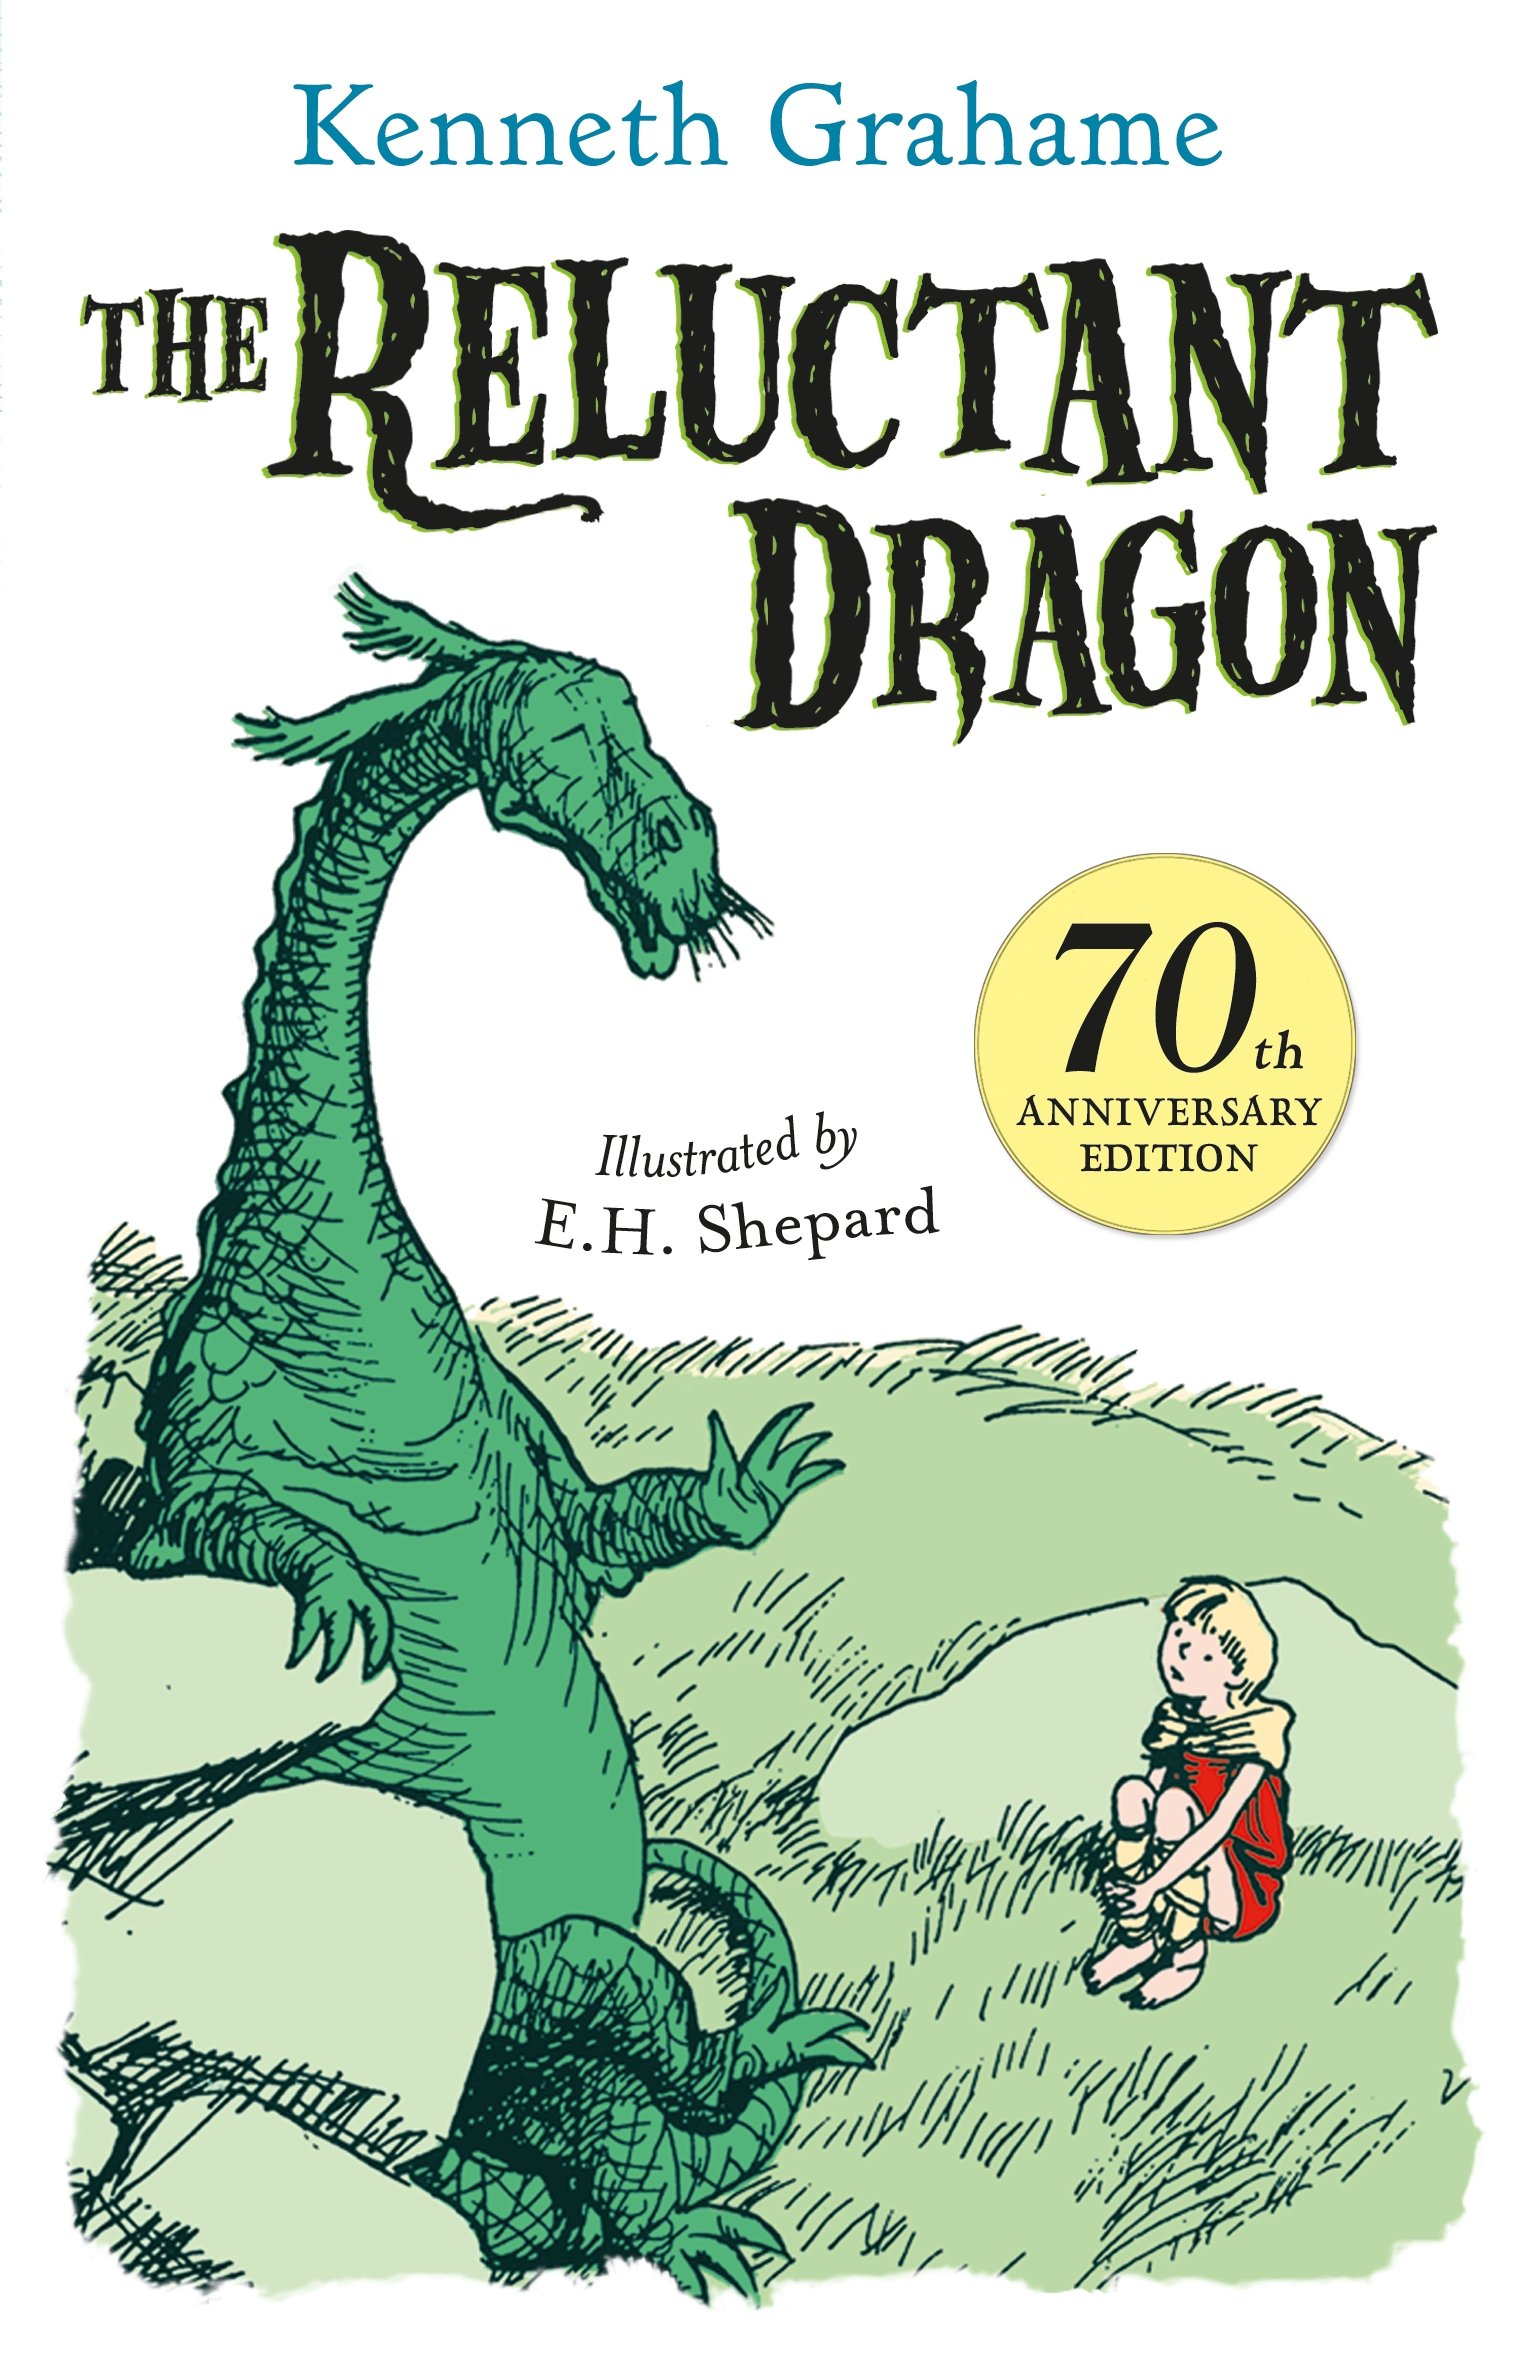 Kenneth Grahame
THE RELUCTANT
DRAGON
70th
ANNIVERSARY
EDITION
Illustrated by
E.H. Shepard